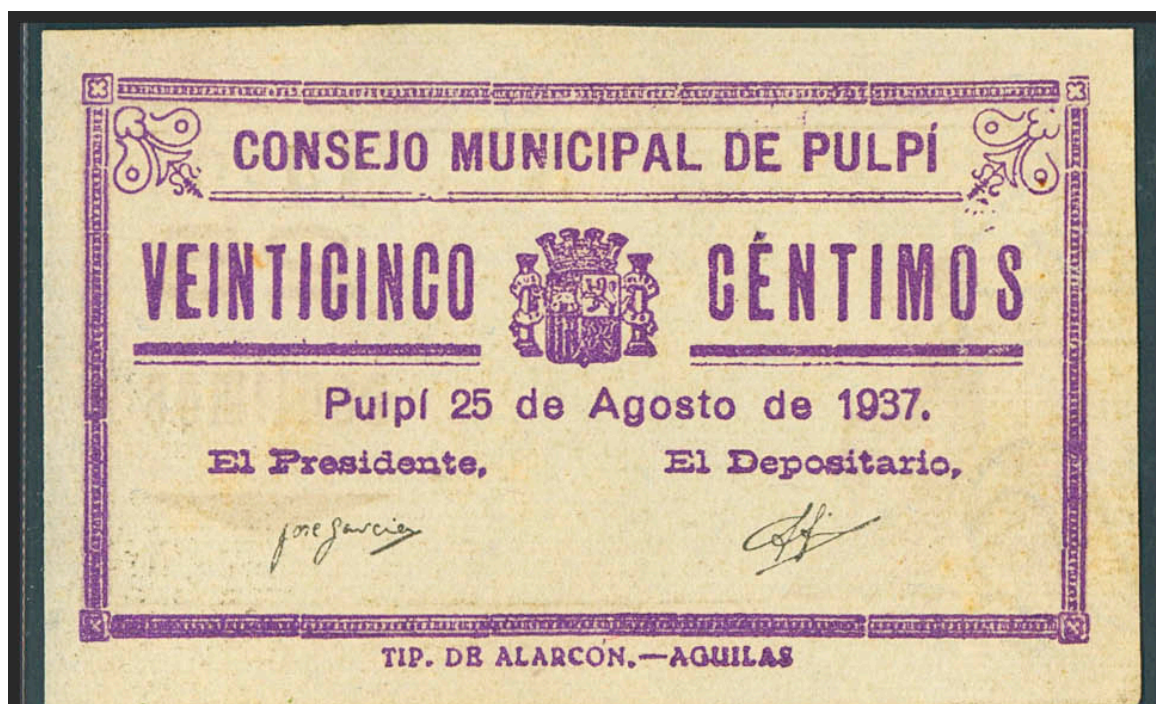 CONSEJO MUNICIPAL DE PULPÍ
VEINTICINCO CÉNTIMOS
Pulpí 25 de Agosto de 1937.
El Presidente, El Depositario,
jose garcia
TIP. DE ALARCÓN.—AGUILAS